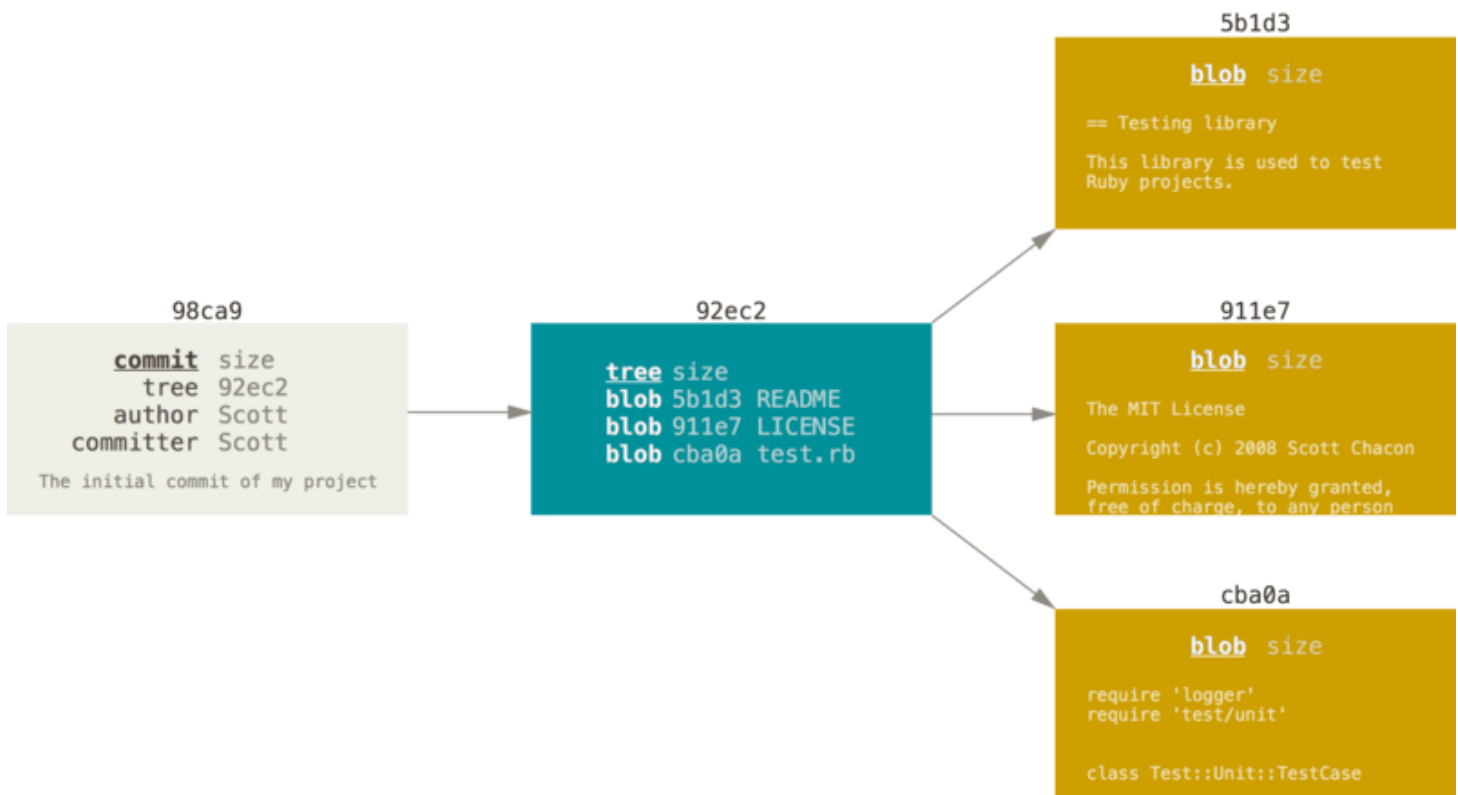 98ca9
commit size
tree 92ec2
author Scott
committer Scott
The initial commit of my project
92ec2
tree size
blob 5b1d3 README
blob 911e7 LICENSE
blob cba0a test.rb
5b1d3
blob size
== Testing library
This library is used to test
Ruby projects.
911e7
blob size
The MIT License
Copyright (c) 2008 Scott Chacon
Permission is hereby granted,
free of charge, to any person
cba0a
blob size
require 'logger'
require 'test/unit'
class Test::Unit::TestCase